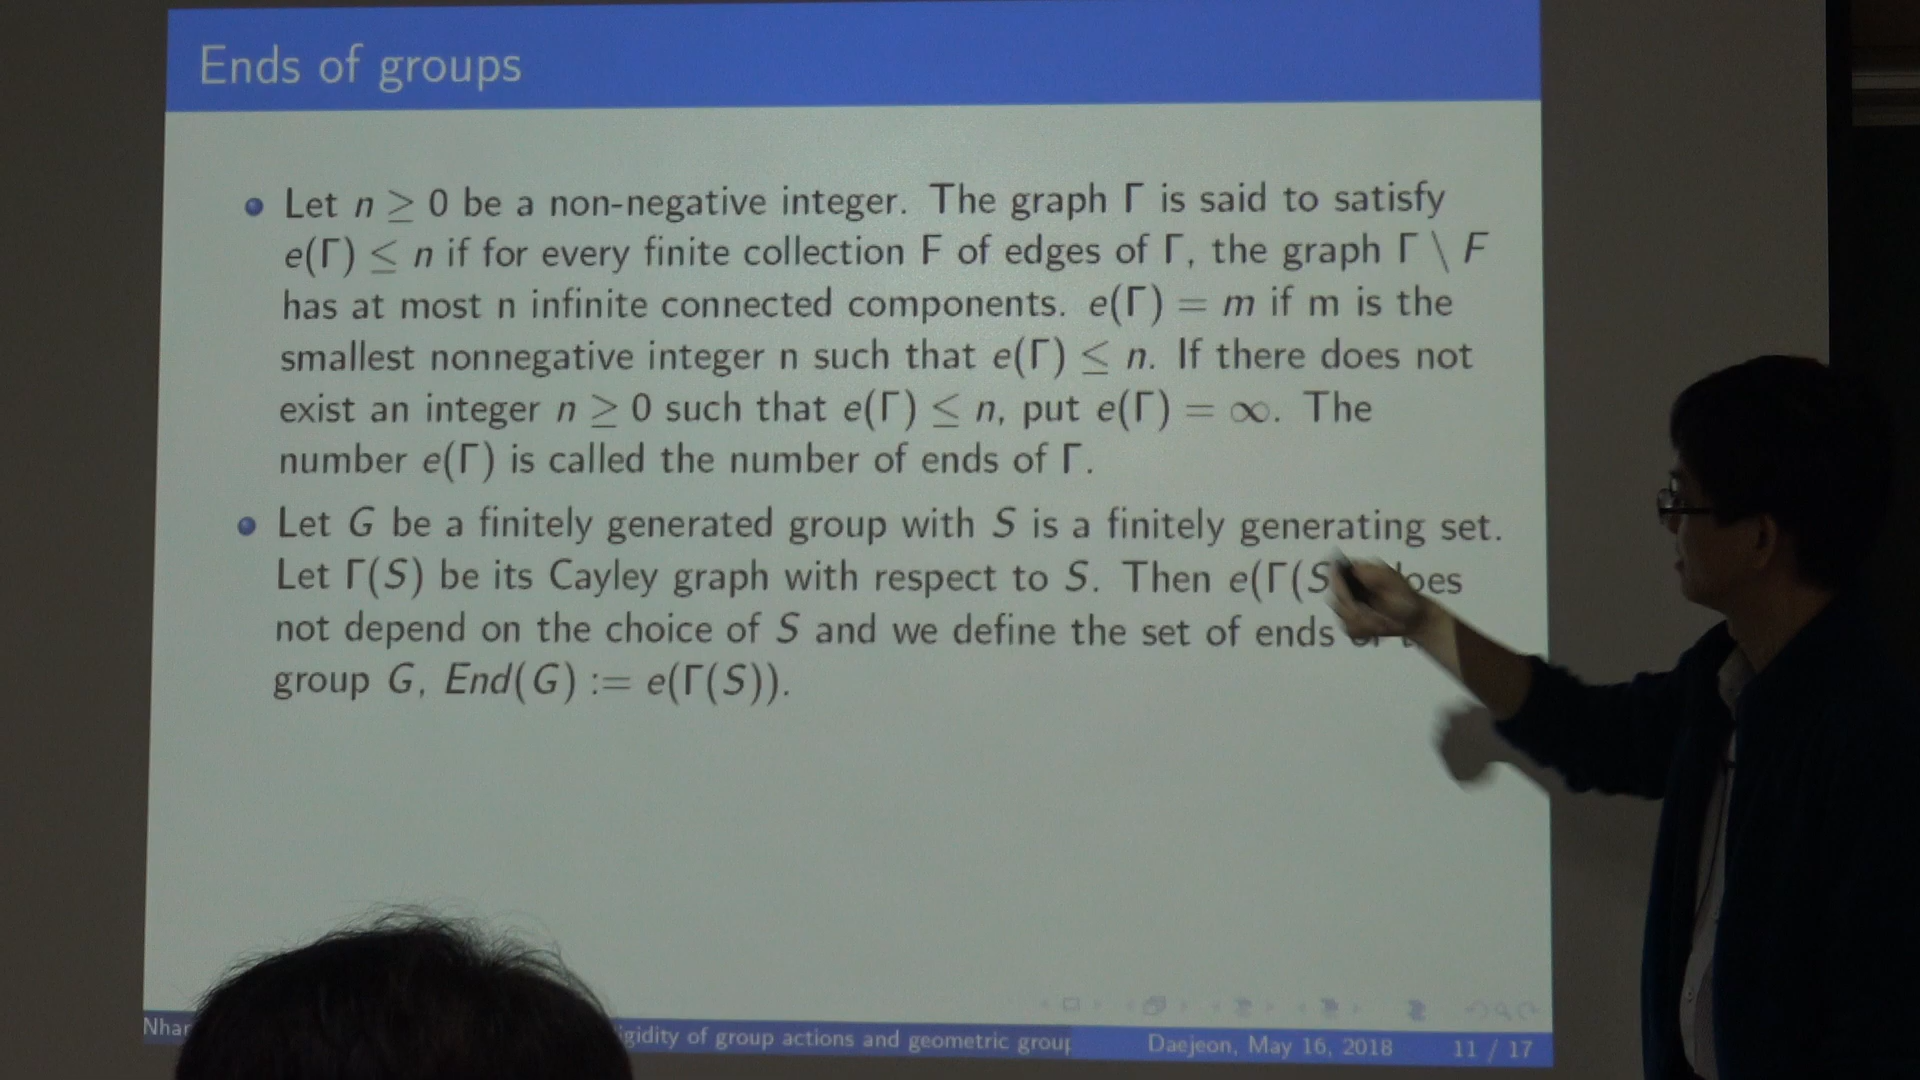 Ends of groups
Let n ≥ 0 be a non-negative integer. The graph Γ is said to satisfy
e(Γ) ≤ n if for every finite collection F of edges of Γ, the graph Γ \ F
has at most n infinite connected components. e(Γ) = m if m is the
smallest nonnegative integer n such that e(Γ) ≤ n. If there does not
exist an integer n ≥ 0 such that e(Γ) ≤ n, put e(Γ) = ∞. The
number e(Γ) is called the number of ends of Γ.
Let G be a finitely generated group with S is a finitely generating set.
Let Γ(S) be its Cayley graph with respect to S. Then e(Γ(S does
not depend on the choice of S and we define the set of ends
group G, End(G) := e(Γ(S)).
of group actions and geometric group
Daejeon, May 16, 2018
11 / 17